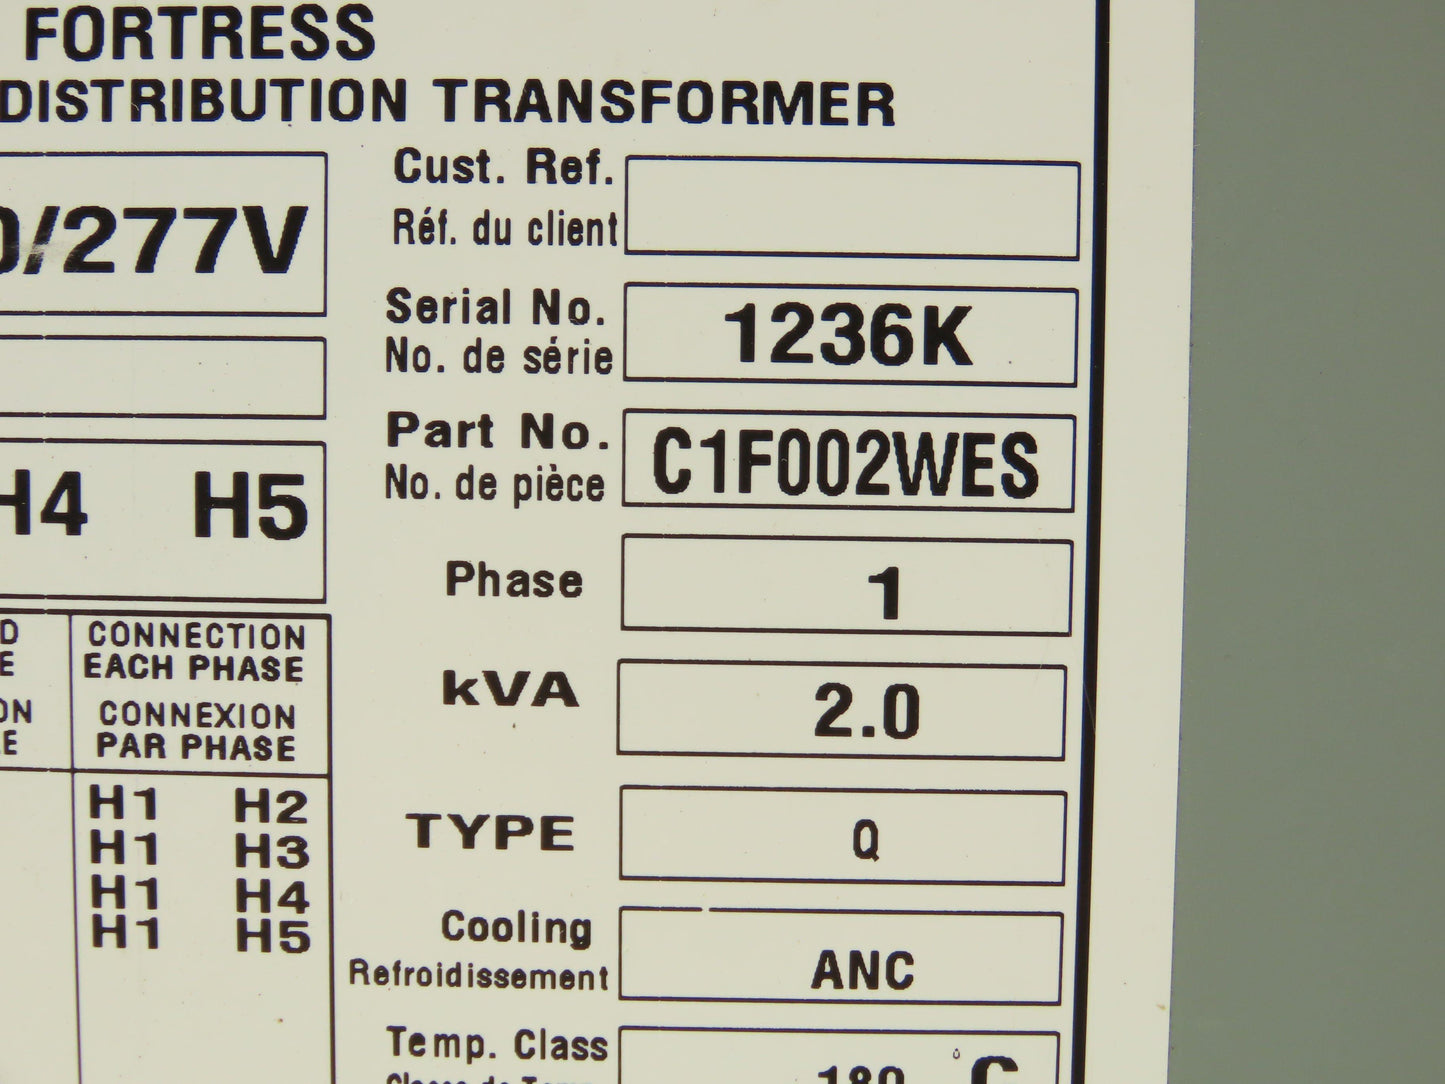 FORTRESS
DISTRIBUTION TRANSFORMER
/277V
H4 H5
CONNECTION
EACH PHASE
CONNEXION
PAR PHASE
H1 H2
H1 H3
H1 H4
H1 H5
Cust. Ref.
Réf. du client
Serial No.
No. de série
1236K
Part No.
No. de pièce
C1F002WES
Phase
1
kVA
2.0
TYPE
Q
Cooling
Refroidissement
ANC
Temp. Class
180 °C